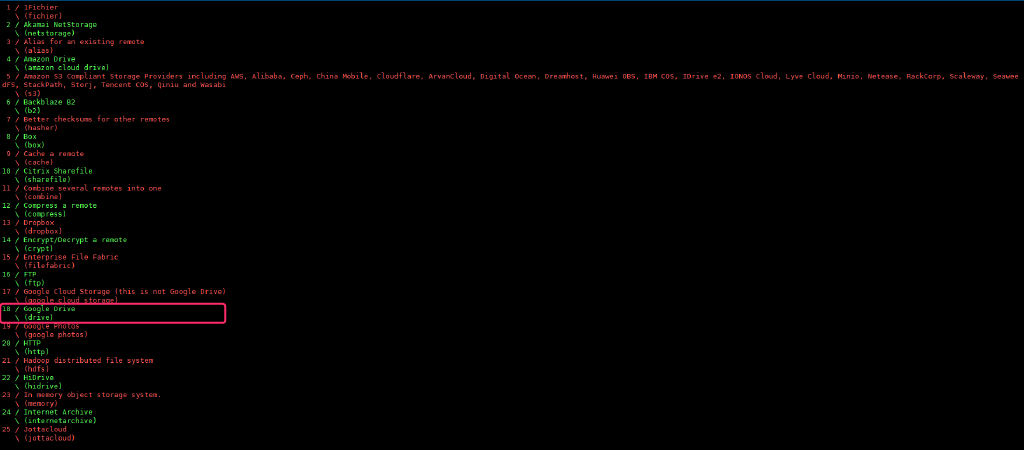 1 / 1Fichier
\ (fichier)
2 / Akamai NetStorage
\ (netstorage)
3 / Alias for an existing remote
\ (alias)
4 / Amazon Drive
\ (amazon cloud drive)
5 / Amazon S3 Compliant Storage Providers including AWS, Alibaba, Ceph, China Mobile, Cloudflare, ArvanCloud, Digital Ocean, Dreamhost, Huawei OBS, IBM COS, IDrive e2, IONOS Cloud, Lyve Cloud, Minio, Netease, RackCorp, Scaleway, Seawee
dFS, StackPath, Storj, Tencent COS, Qiniu and Wasabi
\ (s3)
6 / Backblaze B2
\ (b2)
7 / Better checksums for other remotes
\ (hasher)
8 / Box
\ (box)
9 / Cache a remote
\ (cache)
10 / Citrix Sharefile
\ (sharefile)
11 / Combine several remotes into one
\ (combine)
12 / Compress a remote
\ (compress)
13 / Dropbox
\ (dropbox)
14 / Encrypt/Decrypt a remote
\ (crypt)
15 / Enterprise File Fabric
\ (filefabric)
16 / FTP
\ (ftp)
17 / Google Cloud Storage (this is not Google Drive)
\ (google cloud storage)
18 / Google Drive
\ (drive)
19 / Google Photos
\ (google photos)
20 / HTTP
\ (http)
21 / Hadoop distributed file system
\ (hdfs)
22 / HiDrive
\ (hidrive)
23 / In memory object storage system.
\ (memory)
24 / Internet Archive
\ (internetarchive)
25 / Jottacloud
\ (jottacloud)